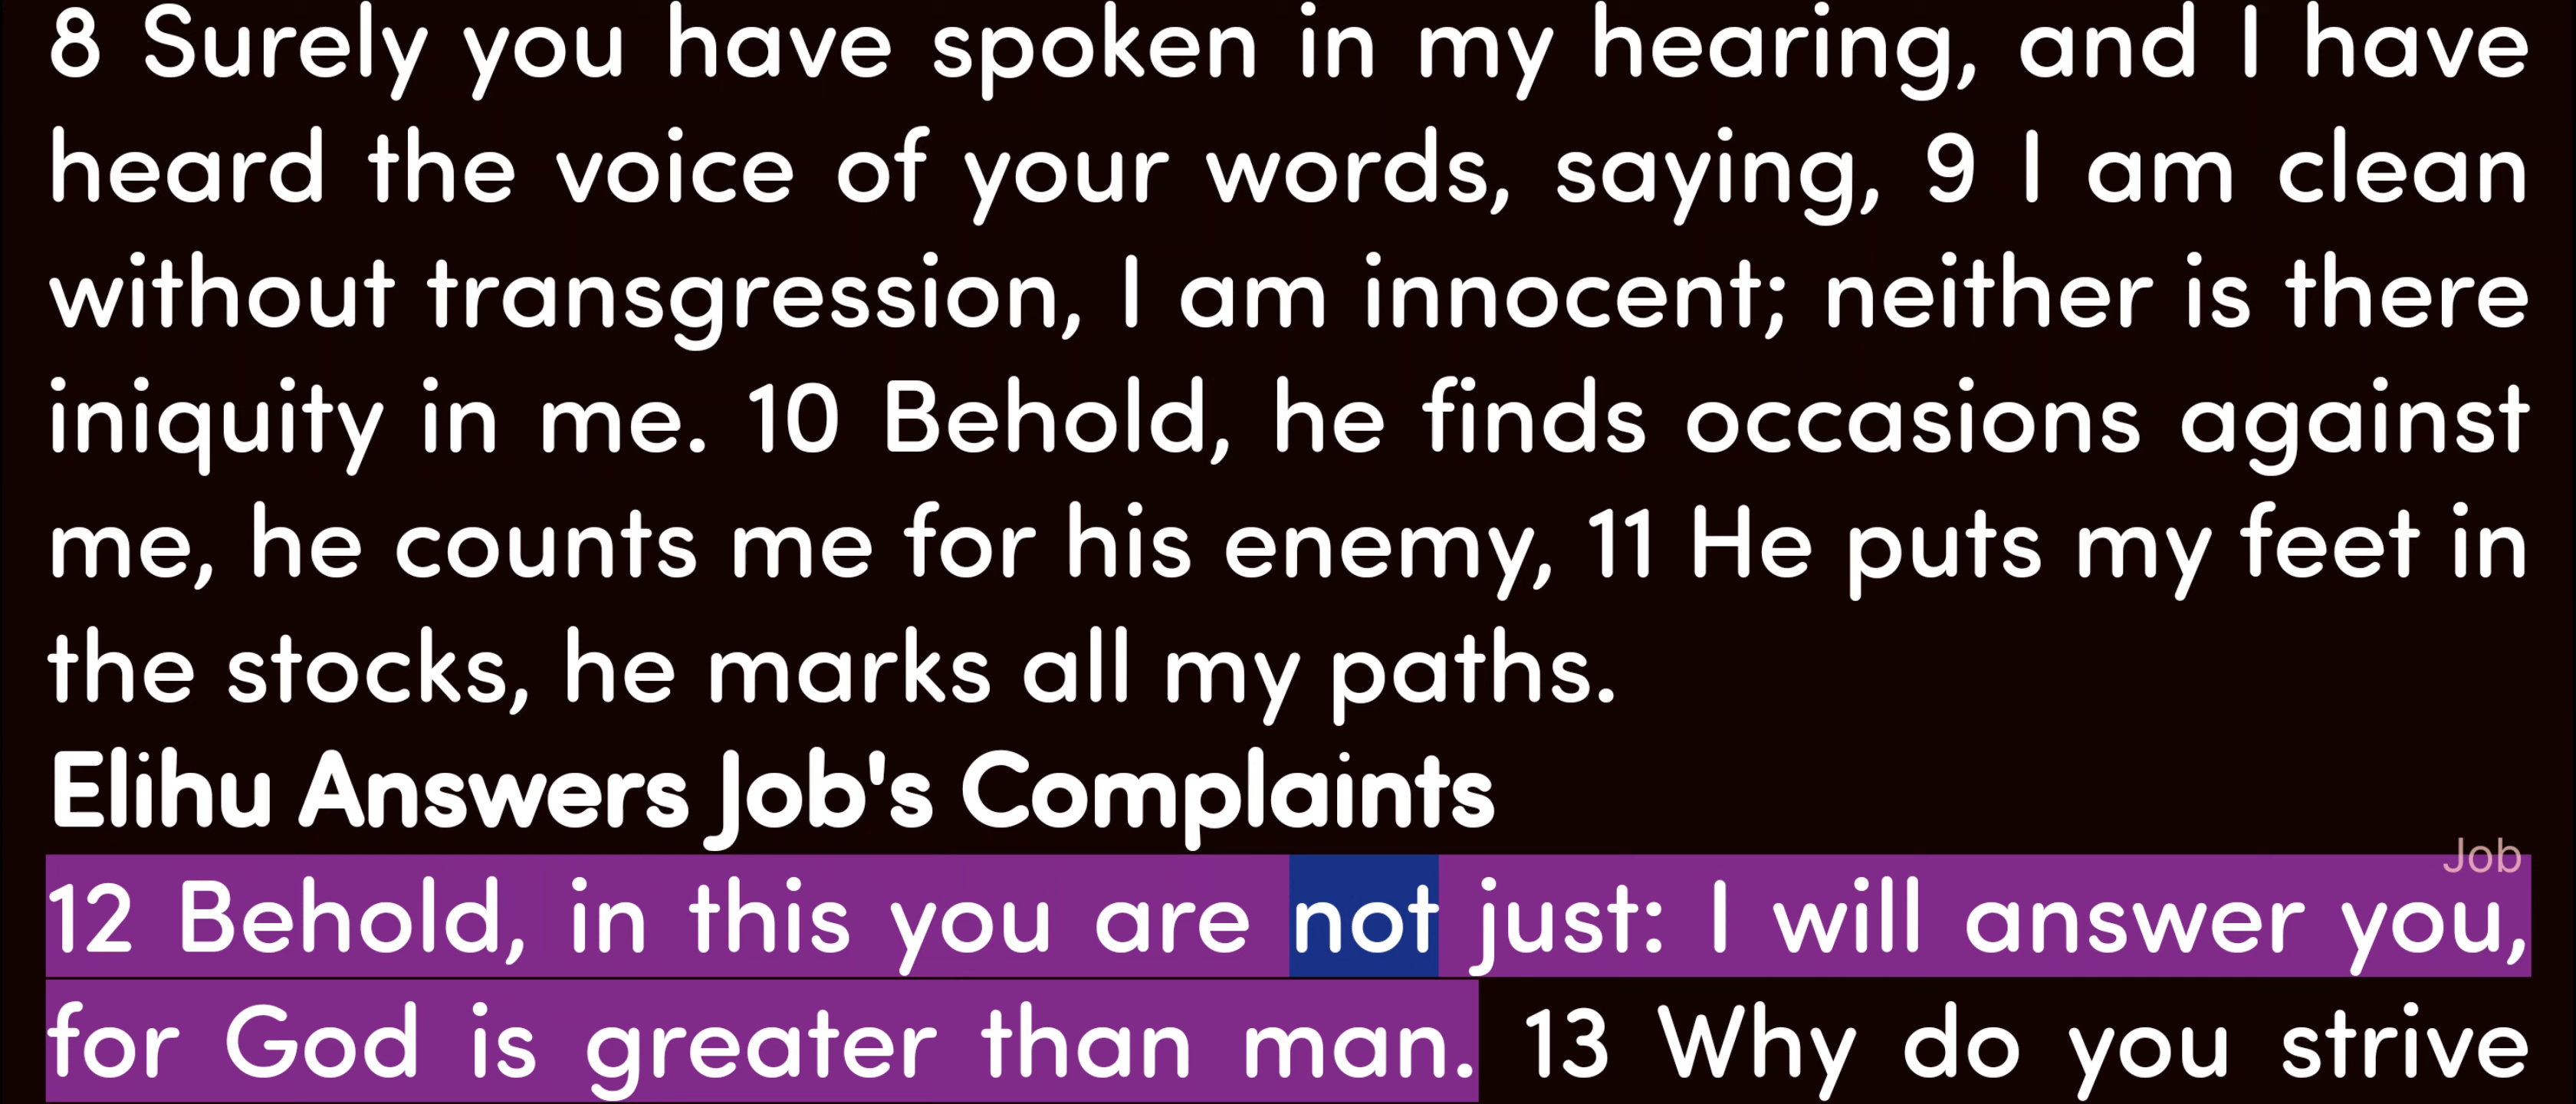 8 Surely you have spoken in my hearing, and I have
heard the voice of your words, saying, 9 I am clean
without transgression, I am innocent; neither is there
iniquity in me. 10 Behold, he finds occasions against
me, he counts me for his enemy, 11 He puts my feet in
the stocks, he marks all my paths.
Elihu Answers Job's Complaints
Job
12 Behold, in this you are not just: I will answer you,
for God is greater than man. 13 Why do you strive